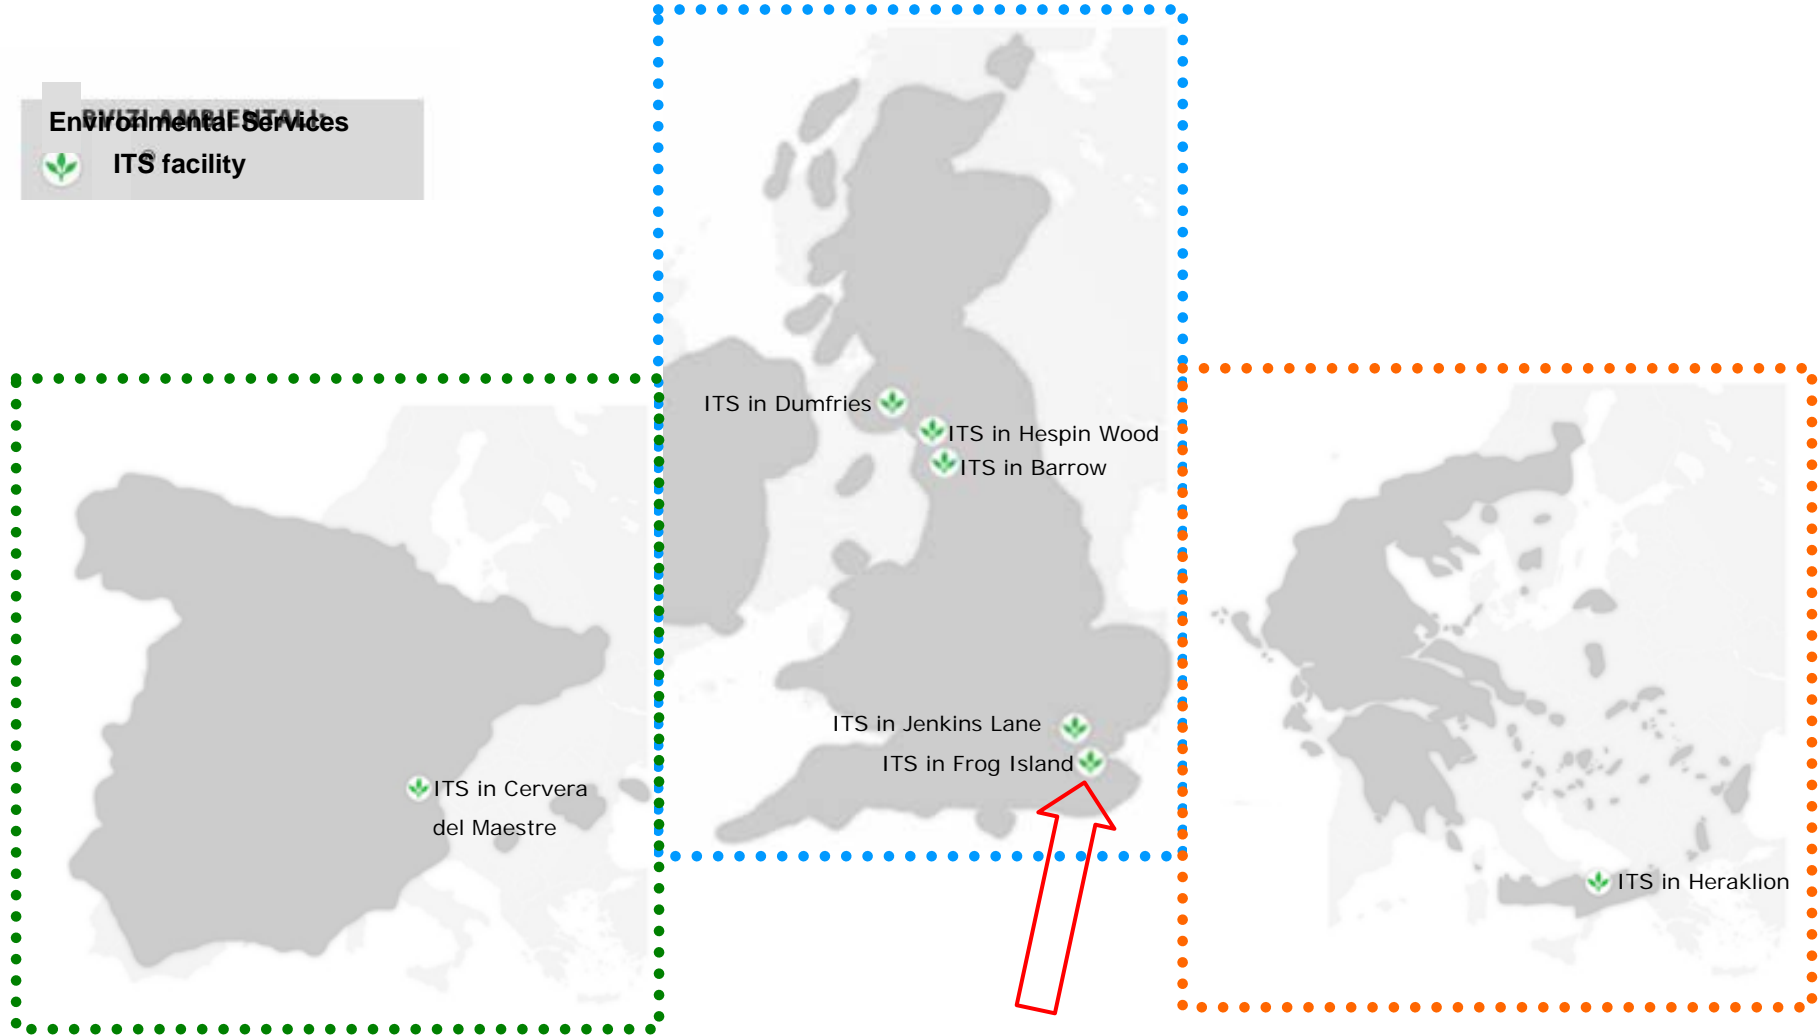 Environmental Services
ITS facility
ITS in Dumfries
ITS in Hespin Wood
ITS in Barrow
ITS in Jenkins Lane
ITS in Frog Island
ITS in Cervera
del Maestre
ITS in Heraklion